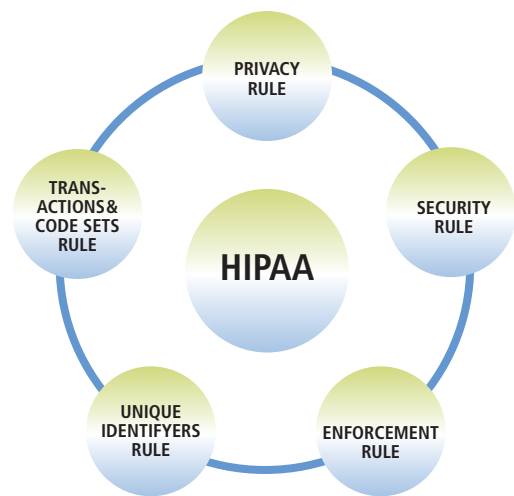 PRIVACY
RULE
TRANS-
ACTIONS &
CODE SETS
RULE
SECURITY
RULE
HIPAA
UNIQUE
IDENTIFYERS
RULE
ENFORCEMENT
RULE